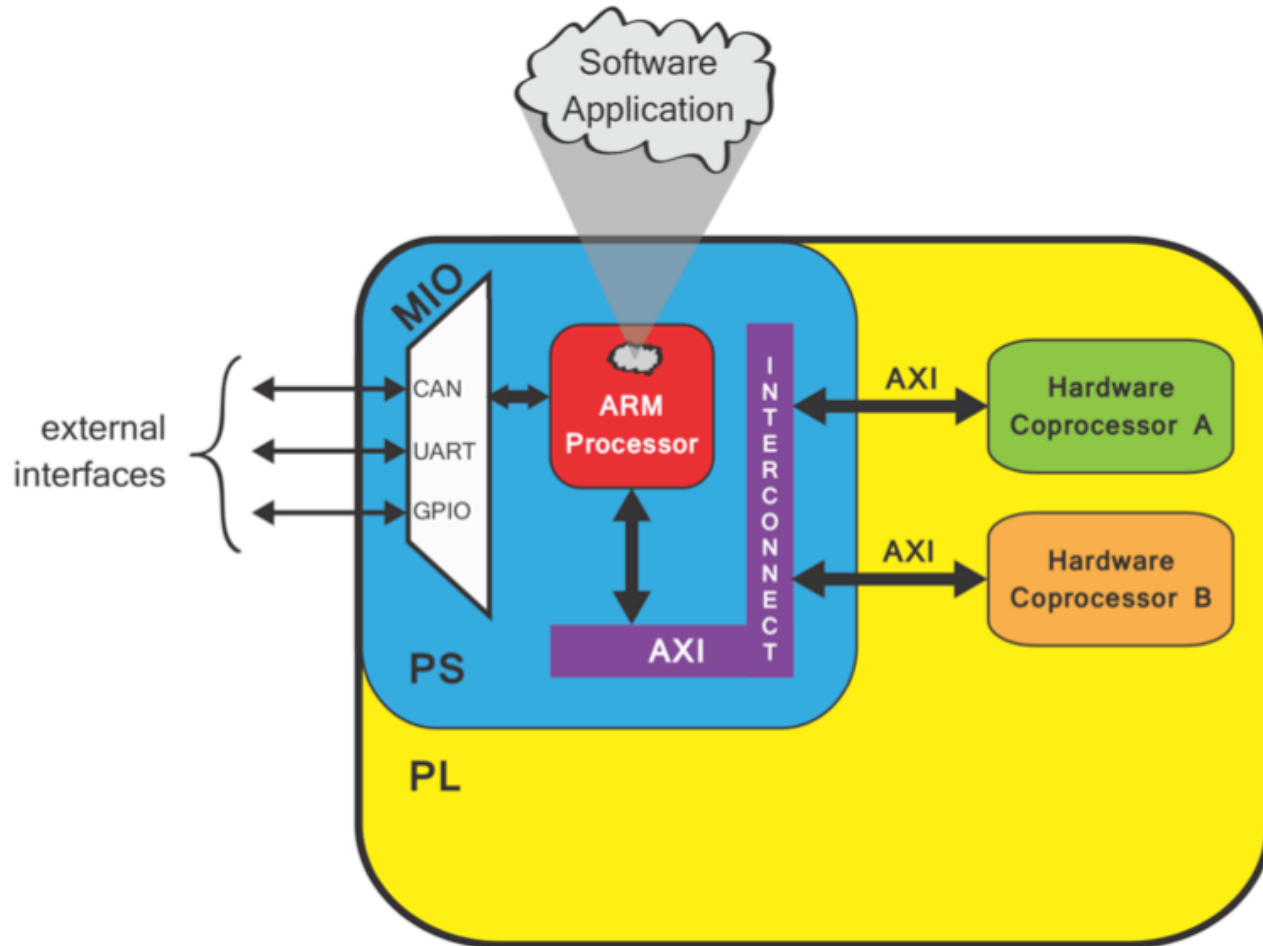 Software
Application
MIO
external
interfaces
CAN
UART
GPIO
ARM
Processor
INTERCONNECT
AXI
AXI
Hardware
Coprocessor A
AXI
Hardware
Coprocessor B
PS
PL